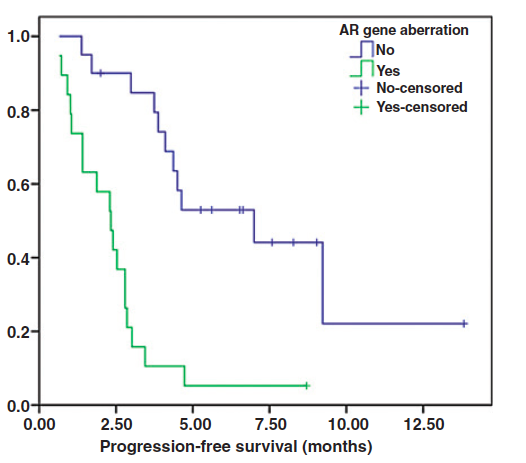 AR gene aberration
No
Yes
No-censored
Yes-censored
1.0
0.8
0.6
0.4
0.2
0.0
0.00 2.50 5.00 7.50 10.00 12.50
Progression-free survival (months)